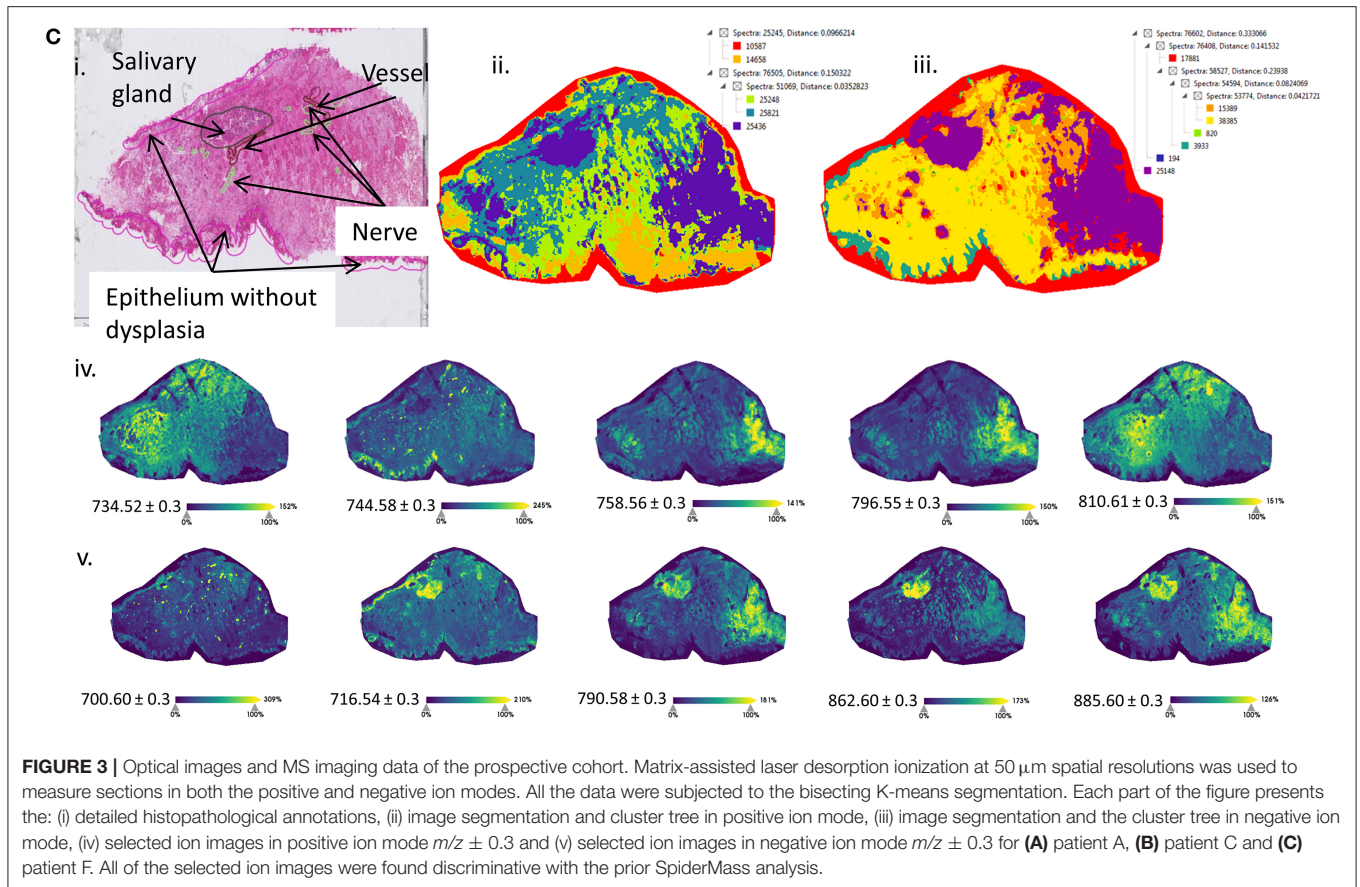 C
i.
Salivary
gland
Vessel
Nerve
Epithelium without
dysplasia
ii.
Spectra: 25245, Distance: 0.0966214
10587
14658
Spectra: 76505, Distance: 0.150322
Spectra: 51069, Distance: 0.0352823
25248
25821
25436
iii.
Spectra: 76602, Distance: 0.333066
Spectra: 76408, Distance: 0.141532
17881
Spectra: 58527, Distance: 0.23938
Spectra: 54594, Distance: 0.0824069
Spectra: 53774, Distance: 0.0421721
15389
38385
820
3933
194
25148
iv.
734.52 ± 0.3 0% 100% 152%
744.58 ± 0.3 0% 100% 245%
758.56 ± 0.3 0% 100% 141%
796.55 ± 0.3 0% 100% 150%
810.61 ± 0.3 0% 100% 151%
v.
700.60 ± 0.3 0% 100% 309%
716.54 ± 0.3 0% 100% 210%
790.58 ± 0.3 0% 100% 181%
862.60 ± 0.3 0% 100% 173%
885.60 ± 0.3 0% 100% 126%
FIGURE 3 | Optical images and MS imaging data of the prospective cohort. Matrix-assisted laser desorption ionization at 50 μm spatial resolutions was used to
measure sections in both the positive and negative ion modes. All the data were subjected to the bisecting K-means segmentation. Each part of the figure presents
the: (i) detailed histopathological annotations, (ii) image segmentation and cluster tree in positive ion mode, (iii) image segmentation and the cluster tree in negative ion
mode, (iv) selected ion images in positive ion mode m/z ± 0.3 and (v) selected ion images in negative ion mode m/z ± 0.3 for (A) patient A, (B) patient C and (C)
patient F. All of the selected ion images were found discriminative with the prior SpiderMass analysis.